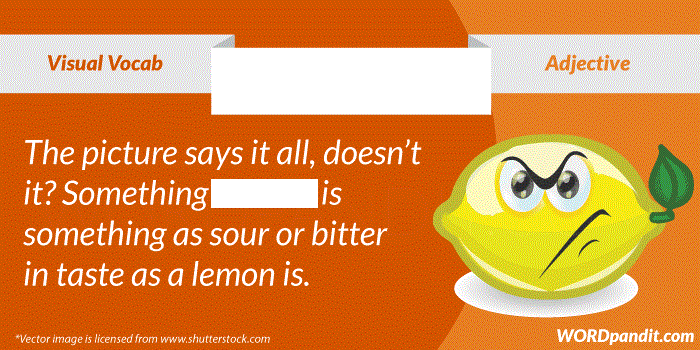 Visual Vocab
Adjective
The picture says it all, doesn't
it? Something is
something as sour or bitter
in taste as a lemon is.
*Vector image is licensed from www.shutterstock.com
WORDpandit.com